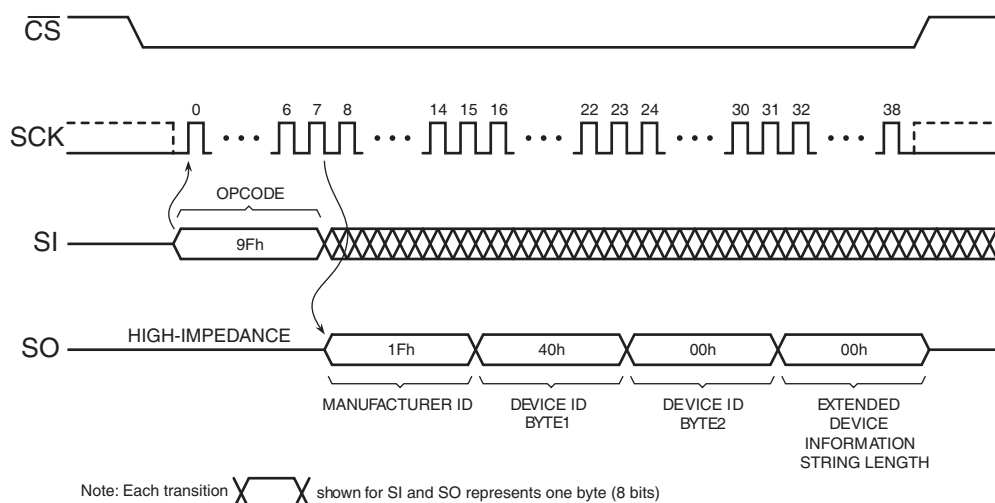 CS
SCK
0 6 7 8 14 15 16 22 23 24 30 31 32 38
OPCODE
SI
9Fh
HIGH-IMPEDANCE
SO
1Fh 40h 00h 00h
MANUFACTURER ID
DEVICE ID
BYTE1
DEVICE ID
BYTE2
EXTENDED
DEVICE
INFORMATION
STRING LENGTH
Note: Each transition shown for SI and SO represents one byte (8 bits)